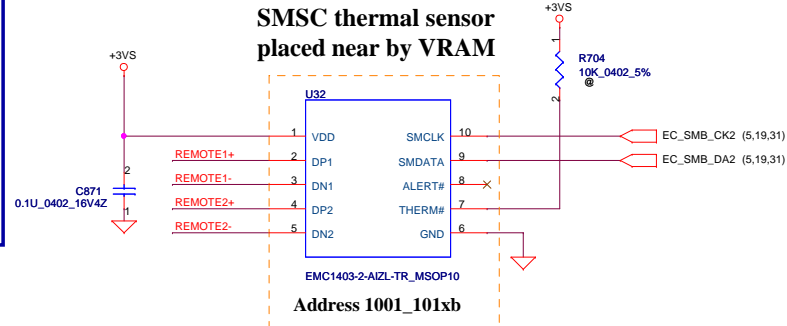 SMSC thermal sensor
placed near by VRAM
+3VS
+3VS
R704
10K_0402_5%
@
1
2
U32
1 VDD SMCLK 10 EC_SMB_CK2 (5,19,31)
REMOTE1+ 2 DP1 SMDATA 9 EC_SMB_DA2 (5,19,31)
REMOTE1- 3 DN1 ALERT# 8
REMOTE2+ 4 DP2 THERM# 7
REMOTE2- 5 DN2 GND 6
2
C871
0.1U_0402_16V4Z
1
EMC1403-2-AIZL-TR_MSOP10
Address 1001_101xb